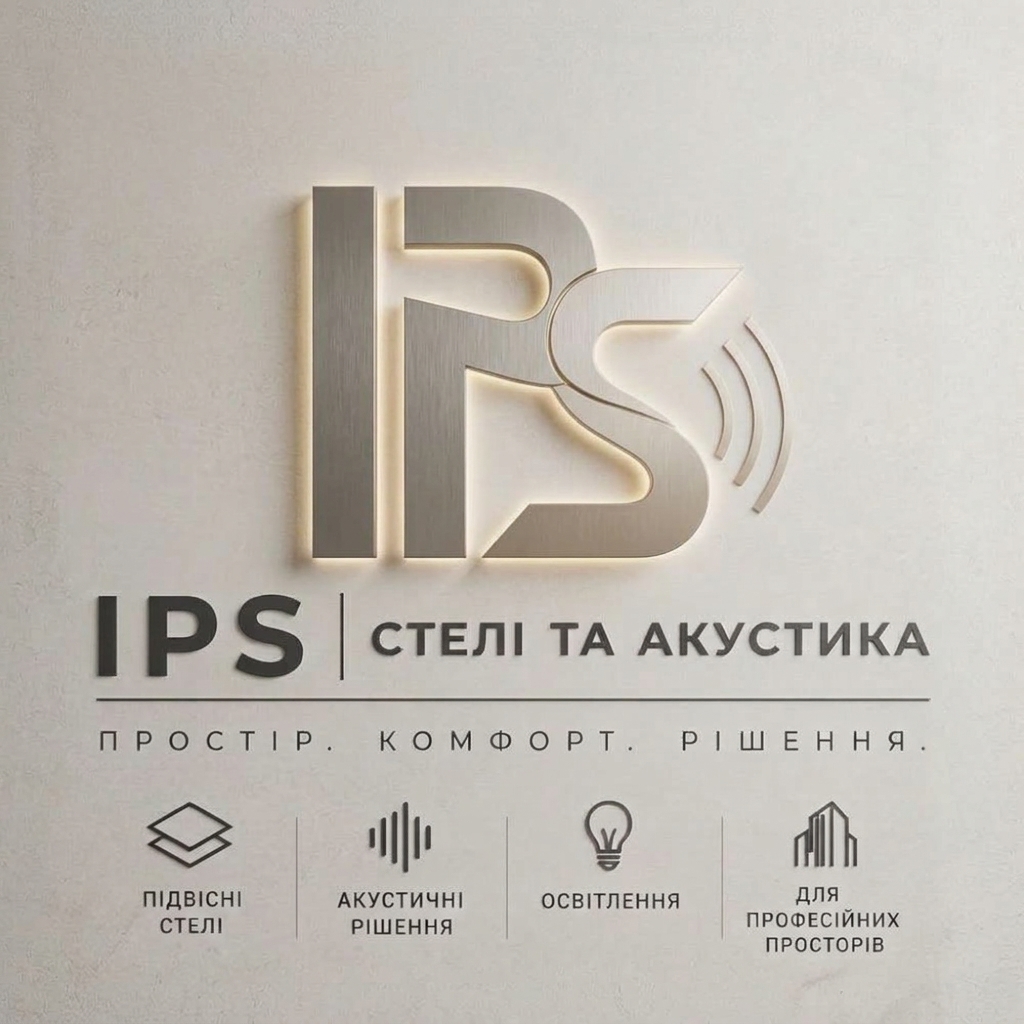 IPS
IPS | СТЕЛІ ТА АКУСТИКА
ПРОСТІР. КОМФОРТ. РІШЕННЯ.
ПІДВІСНІ
СТЕЛІ
АКУСТИЧНІ
РІШЕННЯ
ОСВІТЛЕННЯ
ДЛЯ
ПРОФЕСІЙНИХ
ПРОСТОРІВ